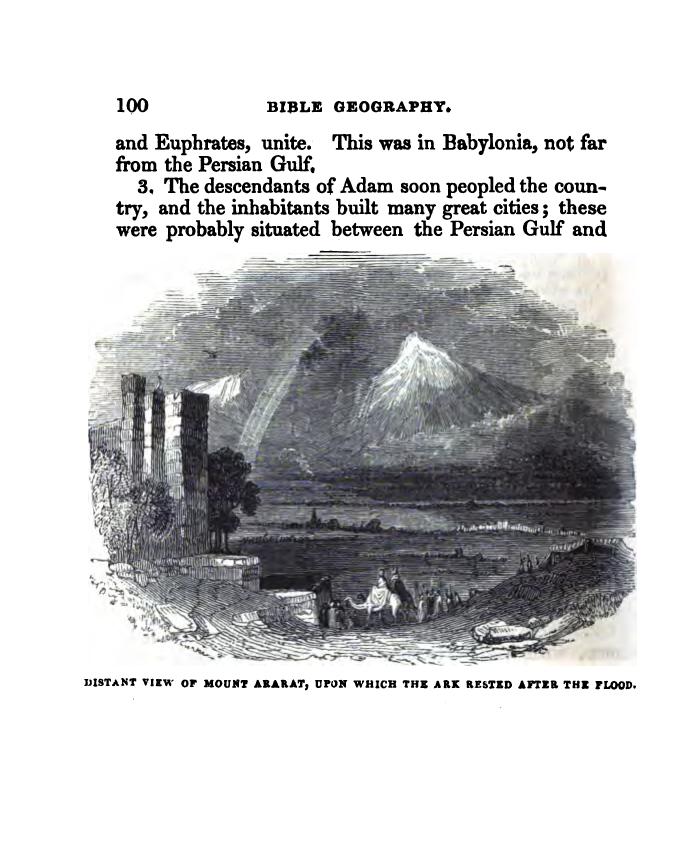 100 BIBLE GEOGRAPHY.
and Euphrates, unite. This was in Babylonia, not far
from the Persian Gulf.
3. The descendants of Adam soon peopled the coun-
try, and the inhabitants built many great cities; these
were probably situated between the Persian Gulf and
DISTANT VIEW OF MOUNT ARARAT, UPON WHICH THE ARK RESTED AFTER THE FLOOD.